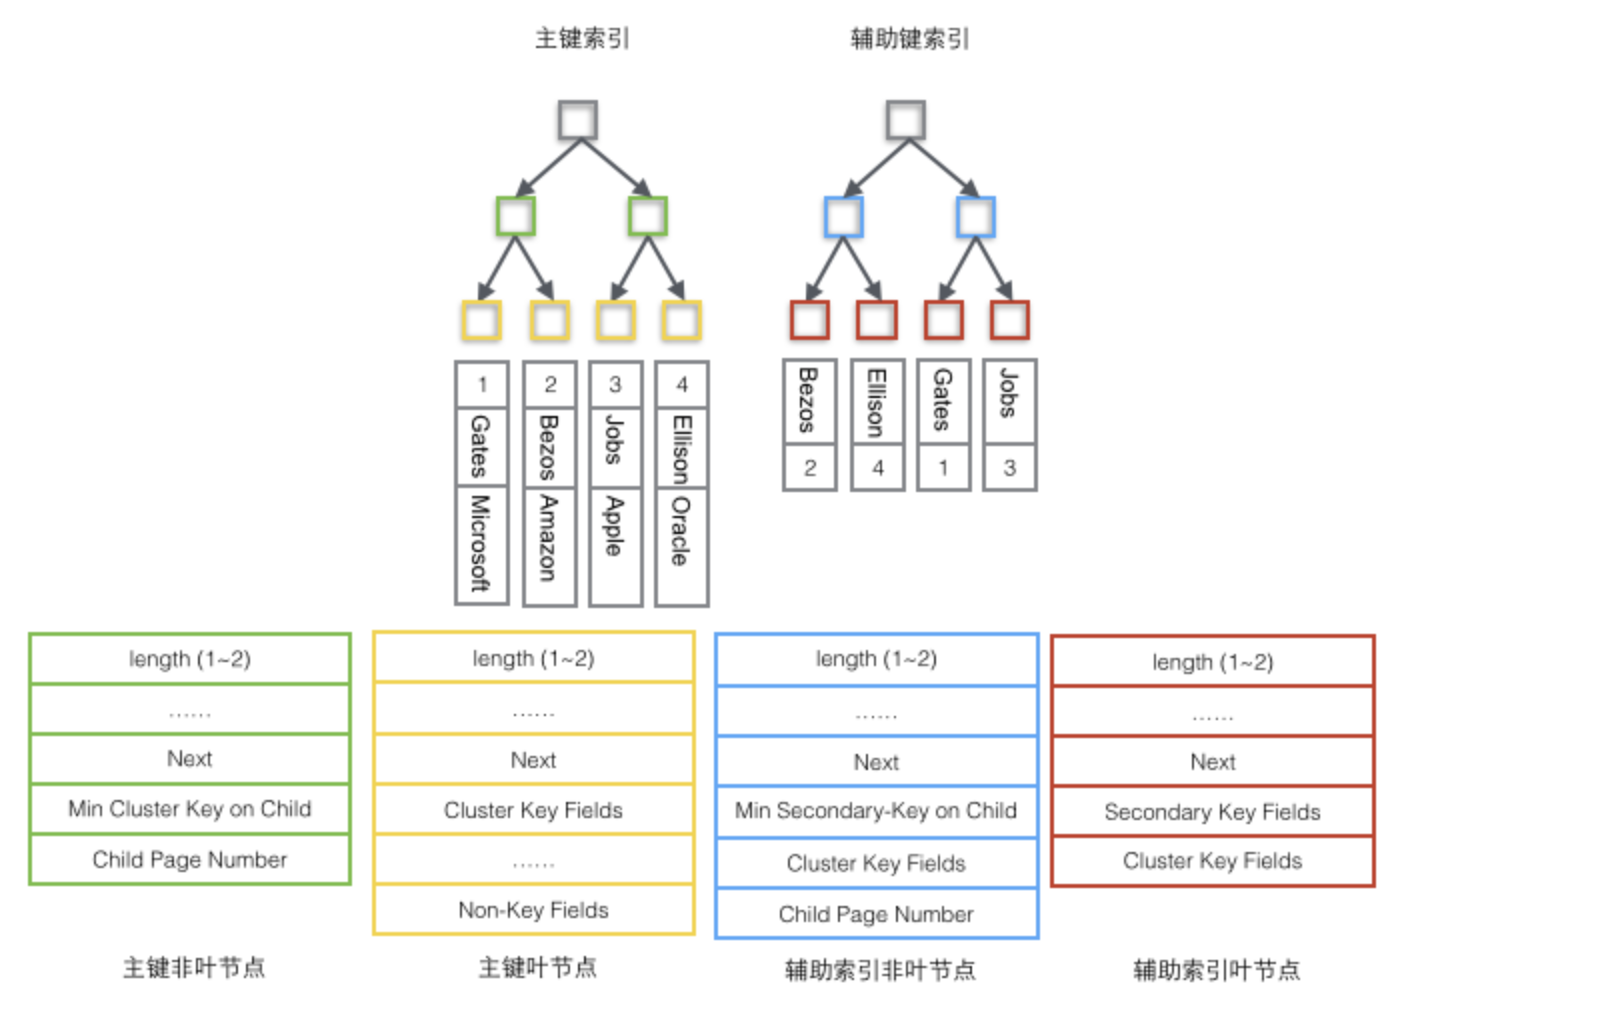 主键索引
辅助键索引
1
2
3
4
Gates
Bezos
Jobs
Ellison
Microsoft
Amazon
Apple
Oracle
Bezos
Ellison
Gates
Jobs
2
4
1
3
length (1~2)
......
Next
Min Cluster Key on Child
Child Page Number
主键非叶节点
length (1~2)
......
Next
Cluster Key Fields
......
Non-Key Fields
主键叶节点
length (1~2)
......
Next
Min Secondary-Key on Child
Cluster Key Fields
Child Page Number
辅助索引非叶节点
length (1~2)
......
Next
Secondary Key Fields
Cluster Key Fields
辅助索引叶节点